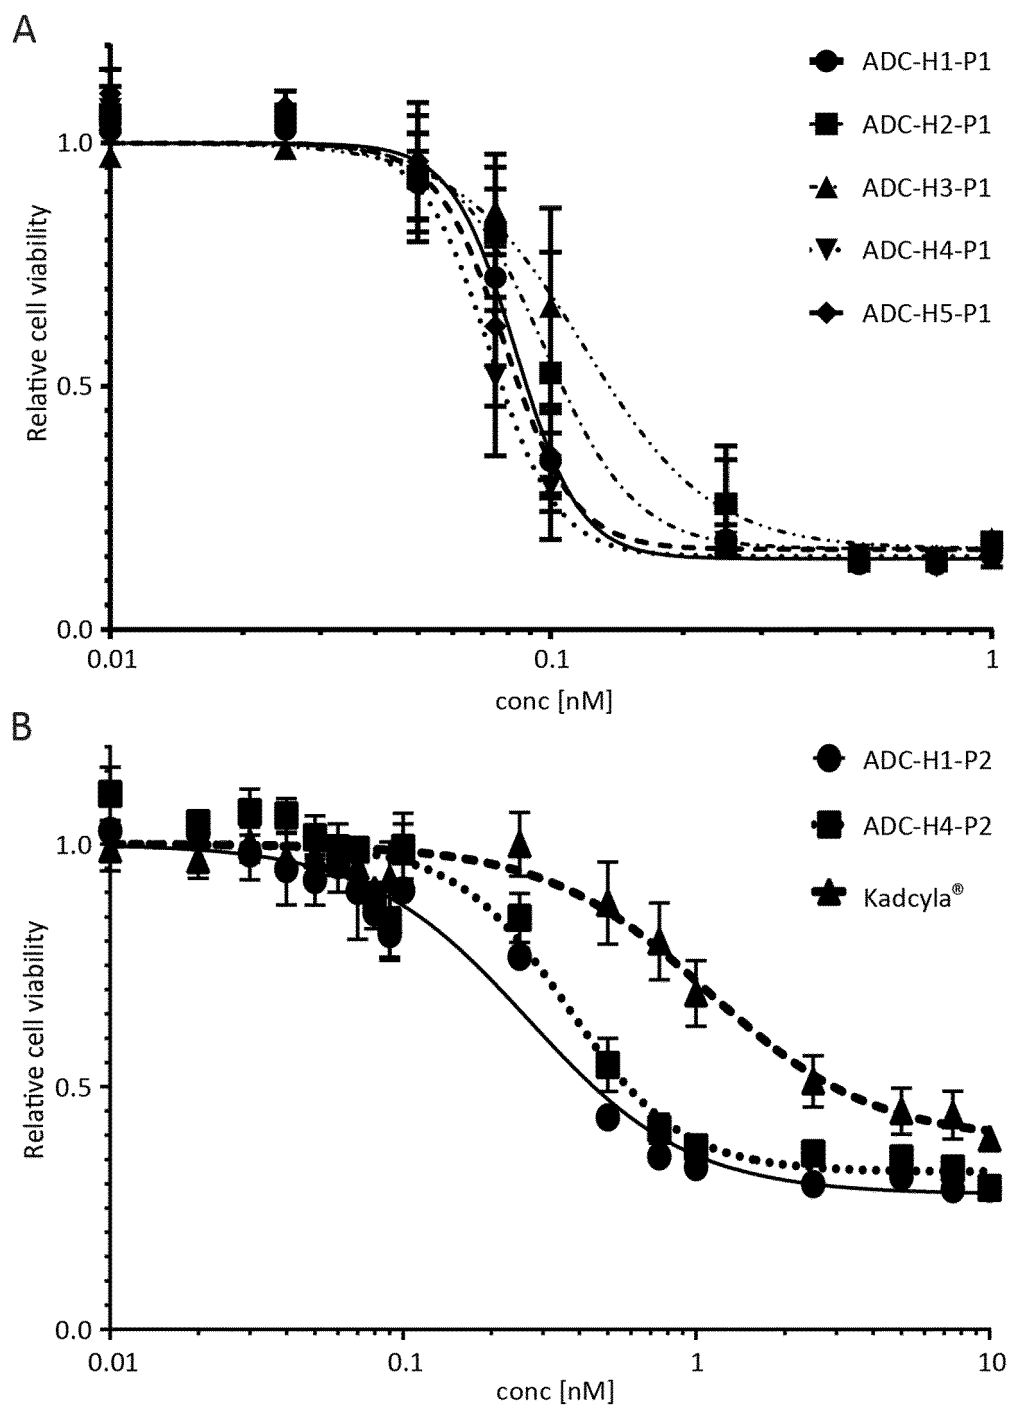 A
ADC-H1-P1
ADC-H2-P1
ADC-H3-P1
ADC-H4-P1
ADC-H5-P1
Relative cell viability
1.0
0.5
0.0
0.01 0.1 1
conc [nM]
B
ADC-H1-P2
ADC-H4-P2
Kadcyla®
Relative cell viability
1.0
0.5
0.0
0.01 0.1 1 10
conc [nM]